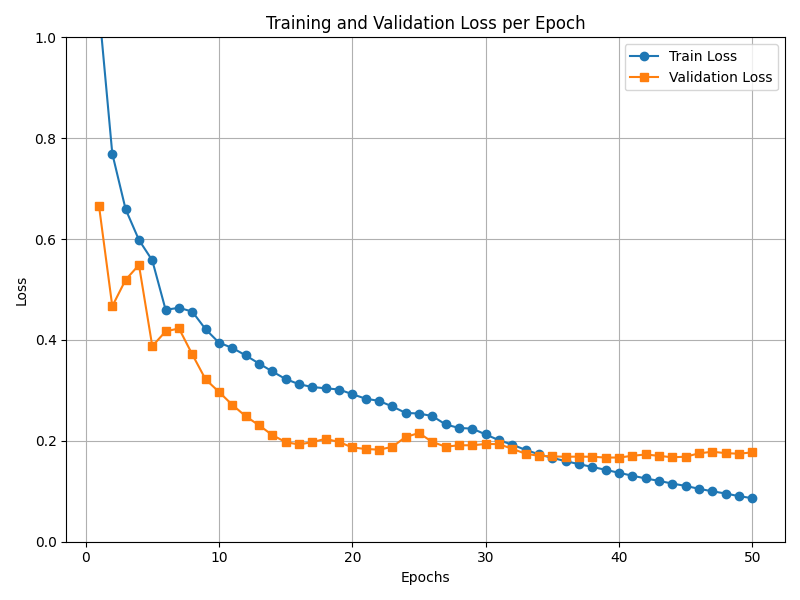 Training and Validation Loss per Epoch
Train Loss
Validation Loss
1.0
0.8
0.6
0.4
0.2
0.0
Loss
0 10 20 30 40 50
Epochs